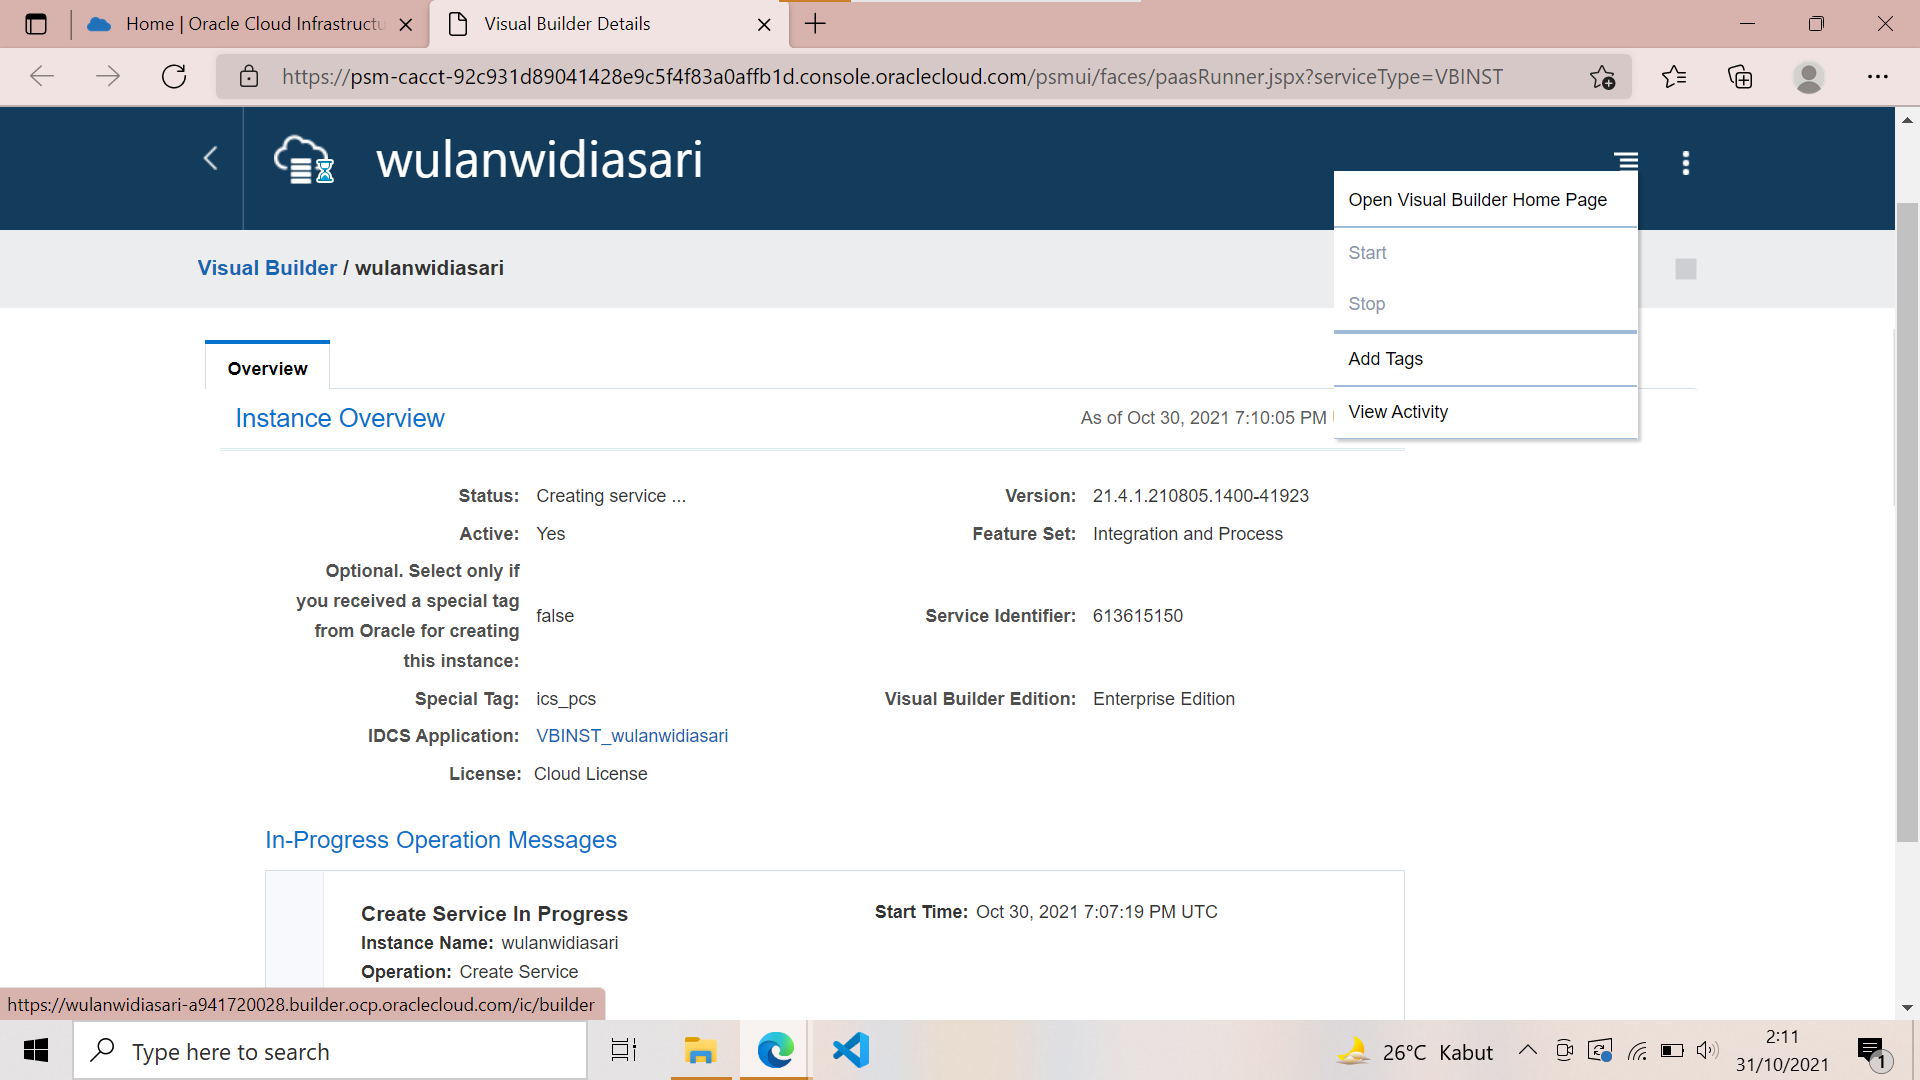 Home | Oracle Cloud Infrastructu
Visual Builder Details
https://psm-cacct-92c931d89041428e9c5f4f83a0affb1d.console.oraclecloud.com/psmui/faces/paasRunner.jspx?serviceType=VBINST
wulanwidiasari
Open Visual Builder Home Page
Start
Stop
Add Tags
View Activity
Visual Builder / wulanwidiasari
Overview
Instance Overview
As of Oct 30, 2021 7:10:05 PM
Status: Creating service ...
Version: 21.4.1.210805.1400-41923
Active: Yes
Feature Set: Integration and Process
Optional. Select only if
you received a special tag
from Oracle for creating
this instance:
false
Service Identifier: 613615150
Special Tag: ics_pcs
Visual Builder Edition: Enterprise Edition
IDCS Application: VBINST_wulanwidiasari
License: Cloud License
In-Progress Operation Messages
Create Service In Progress
Start Time: Oct 30, 2021 7:07:19 PM UTC
Instance Name: wulanwidiasari
Operation: Create Service
https://wulanwidiasari-a941720028.builder.ocp.oraclecloud.com/ic/builder
Type here to search
26°C Kabut
2:11
31/10/2021
1